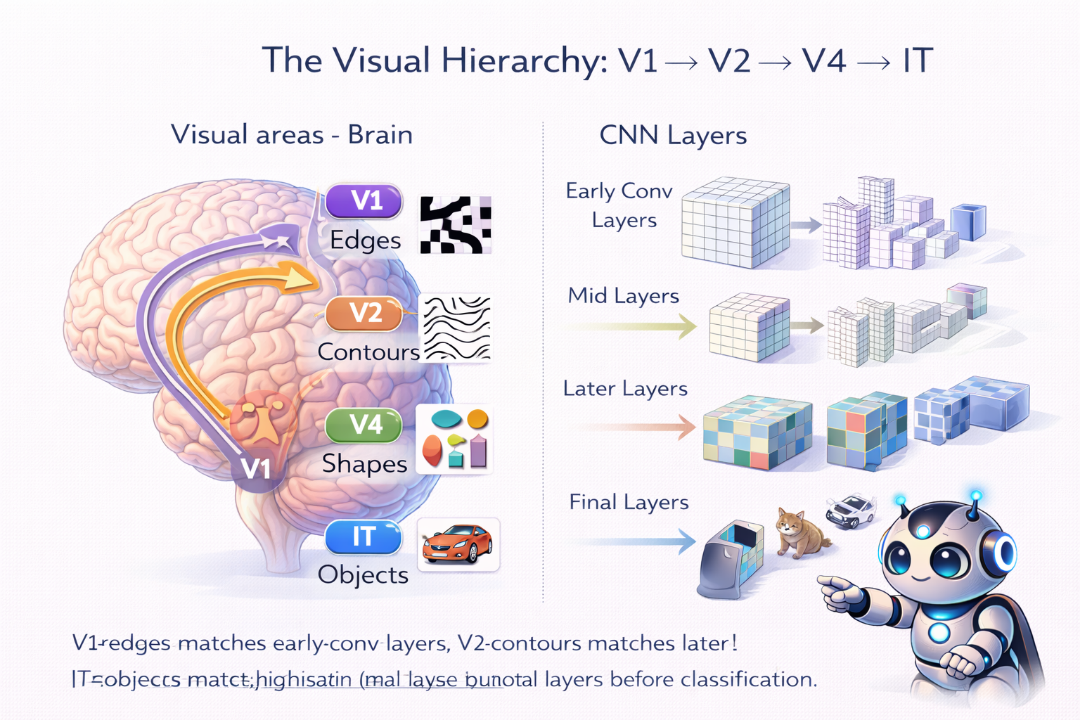 The Visual Hierarchy: V1 → V2 → V4 → IT
Visual areas - Brain
V1
Edges
V2
Contours
V4
Shapes
IT
Objects
V1
CNN Layers
Early Conv
Layers
Mid Layers
Later Layers
Final Layers
V1-edges matches early-conv layers, V2-contours matches later!
layers before classification.